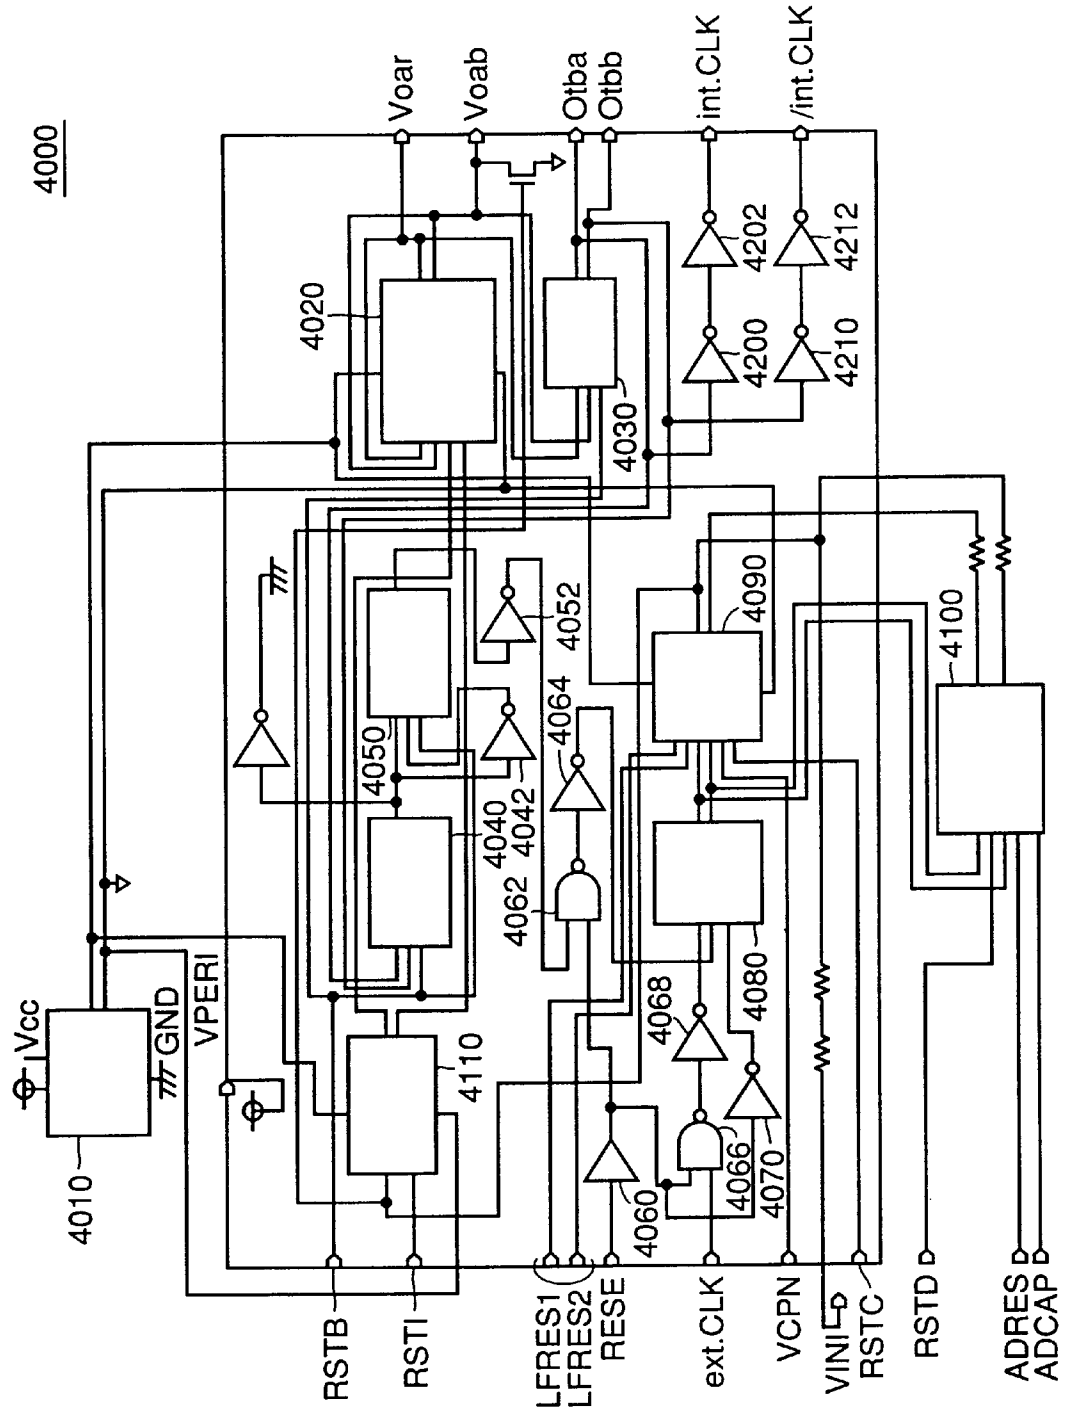 4000
Vcc
GND
VPERI
4010
Voar
Voab
Otba
Otbb
int.CLK
/int.CLK
4020
4030
4202
4212
4200
4210
4050
4052
4040
4042
4064
4062
4090
4100
4110
4068
4080
4060
4066
4070
RSTB
RSTI
LFRES1
LFRES2
RESE
ext.CLK
VCPN
VINI
RSTC
RSTD
ADRES
ADCAP